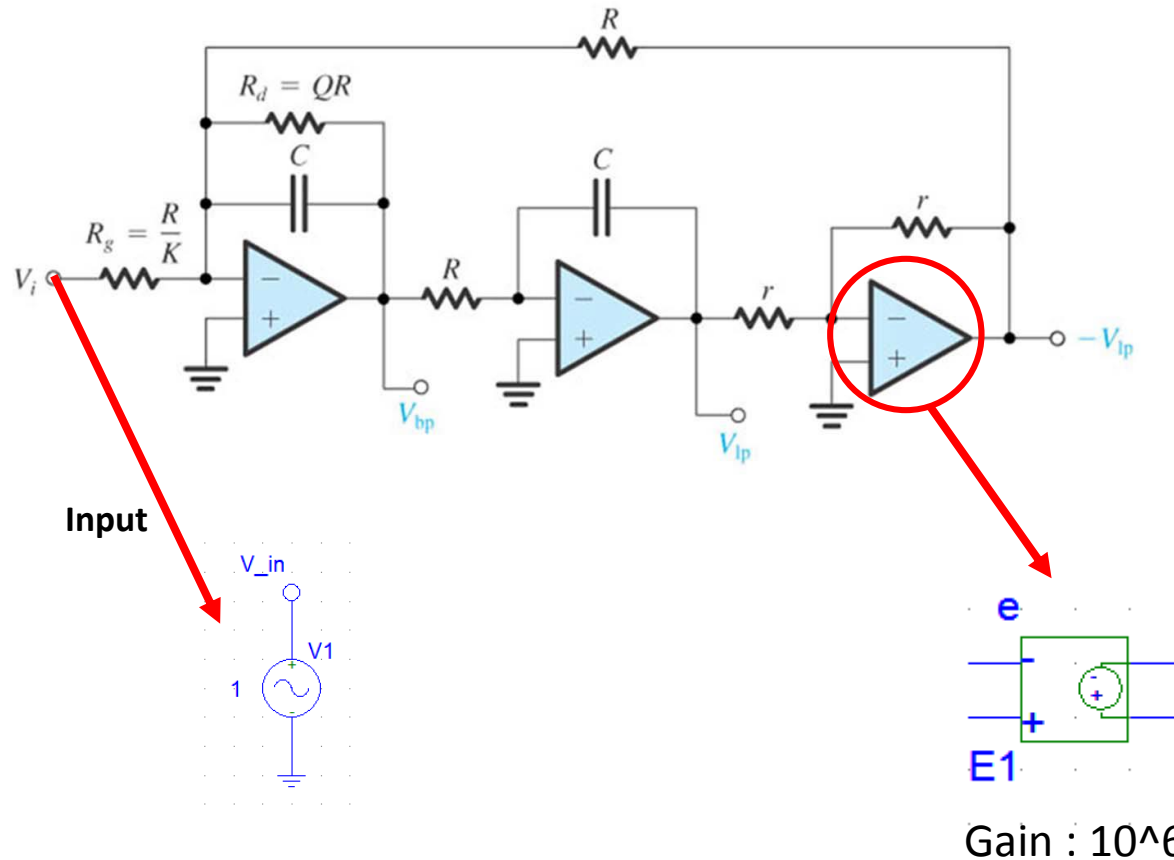 R
R_d = QR
C
C
R_g = R/K
r
V_i
R
r
−
+
−
+
−
+
−V_lp
V_bp
V_lp
Input
V_in
V1
1
+
-
e
-
+
-
+
E1
Gain : 10^6